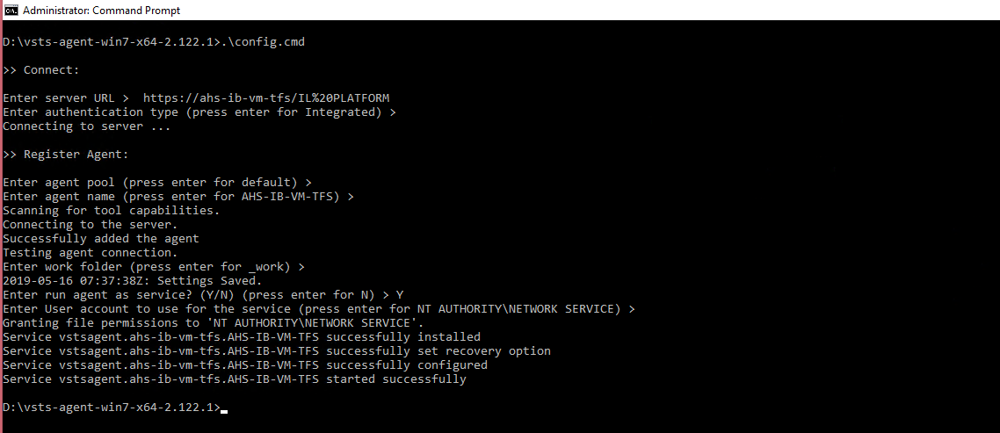 Administrator: Command Prompt
D:\vsts-agent-win7-x64-2.122.1>.\config.cmd
>> Connect:
Enter server URL >  https://ahs-ib-vm-tfs/IL%20PLATFORM
Enter authentication type (press enter for Integrated) >
Connecting to server ...
>> Register Agent:
Enter agent pool (press enter for default) >
Enter agent name (press enter for AHS-IB-VM-TFS) >
Scanning for tool capabilities.
Connecting to the server.
Successfully added the agent
Testing agent connection.
Enter work folder (press enter for _work) >
2019-05-16 07:37:38Z: Settings Saved.
Enter run agent as service? (Y/N) (press enter for N) > Y
Enter User account to use for the service (press enter for NT AUTHORITY\NETWORK SERVICE) >
Granting file permissions to 'NT AUTHORITY\NETWORK SERVICE'.
Service vstsagent.ahs-ib-vm-tfs.AHS-IB-VM-TFS successfully installed
Service vstsagent.ahs-ib-vm-tfs.AHS-IB-VM-TFS successfully set recovery option
Service vstsagent.ahs-ib-vm-tfs.AHS-IB-VM-TFS successfully configured
Service vstsagent.ahs-ib-vm-tfs.AHS-IB-VM-TFS started successfully
D:\vsts-agent-win7-x64-2.122.1>